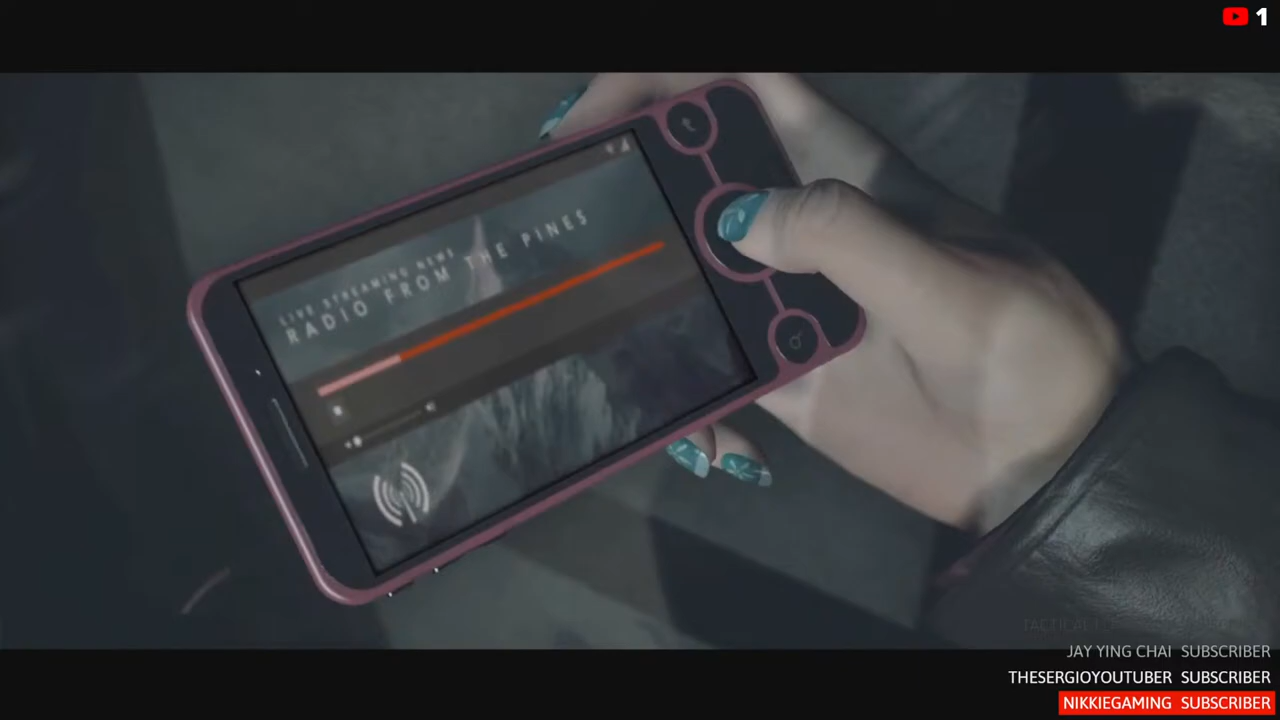 1
LIVE STREAMING NEWS
RADIO FROM THE PINES
JAY YING CHAI SUBSCRIBER
THESERGIOYOUTUBER SUBSCRIBER
NIKKIEGAMING SUBSCRIBER